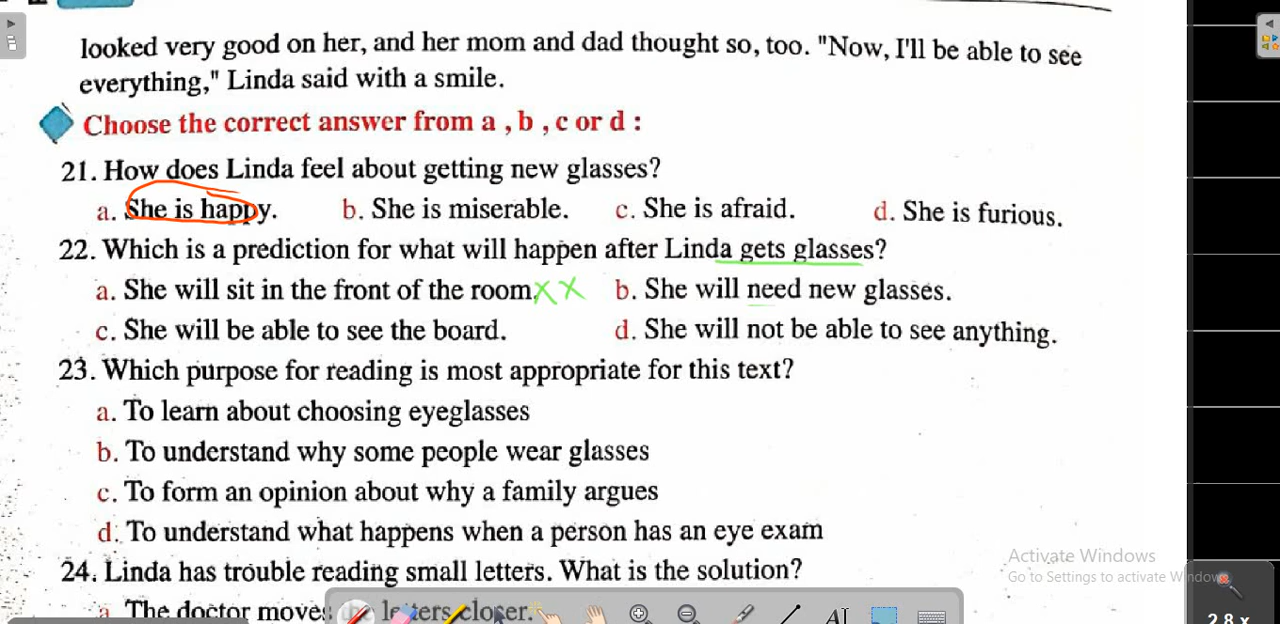 looked very good on her, and her mom and dad thought so, too. "Now, I'll be able to see
everything," Linda said with a smile.
Choose the correct answer from a , b , c or d :
21. How does Linda feel about getting new glasses?
a. She is happy. b. She is miserable. c. She is afraid. d. She is furious.
22. Which is a prediction for what will happen after Linda gets glasses?
a. She will sit in the front of the room. X X b. She will need new glasses.
c. She will be able to see the board. d. She will not be able to see anything.
23. Which purpose for reading is most appropriate for this text?
a. To learn about choosing eyeglasses
b. To understand why some people wear glasses
c. To form an opinion about why a family argues
d. To understand what happens when a person has an eye exam
24. Linda has trouble reading small letters. What is the solution?
a. The doctor moves letters closer.
Activate Windows
Go to Settings to activate Windows
2.8 x